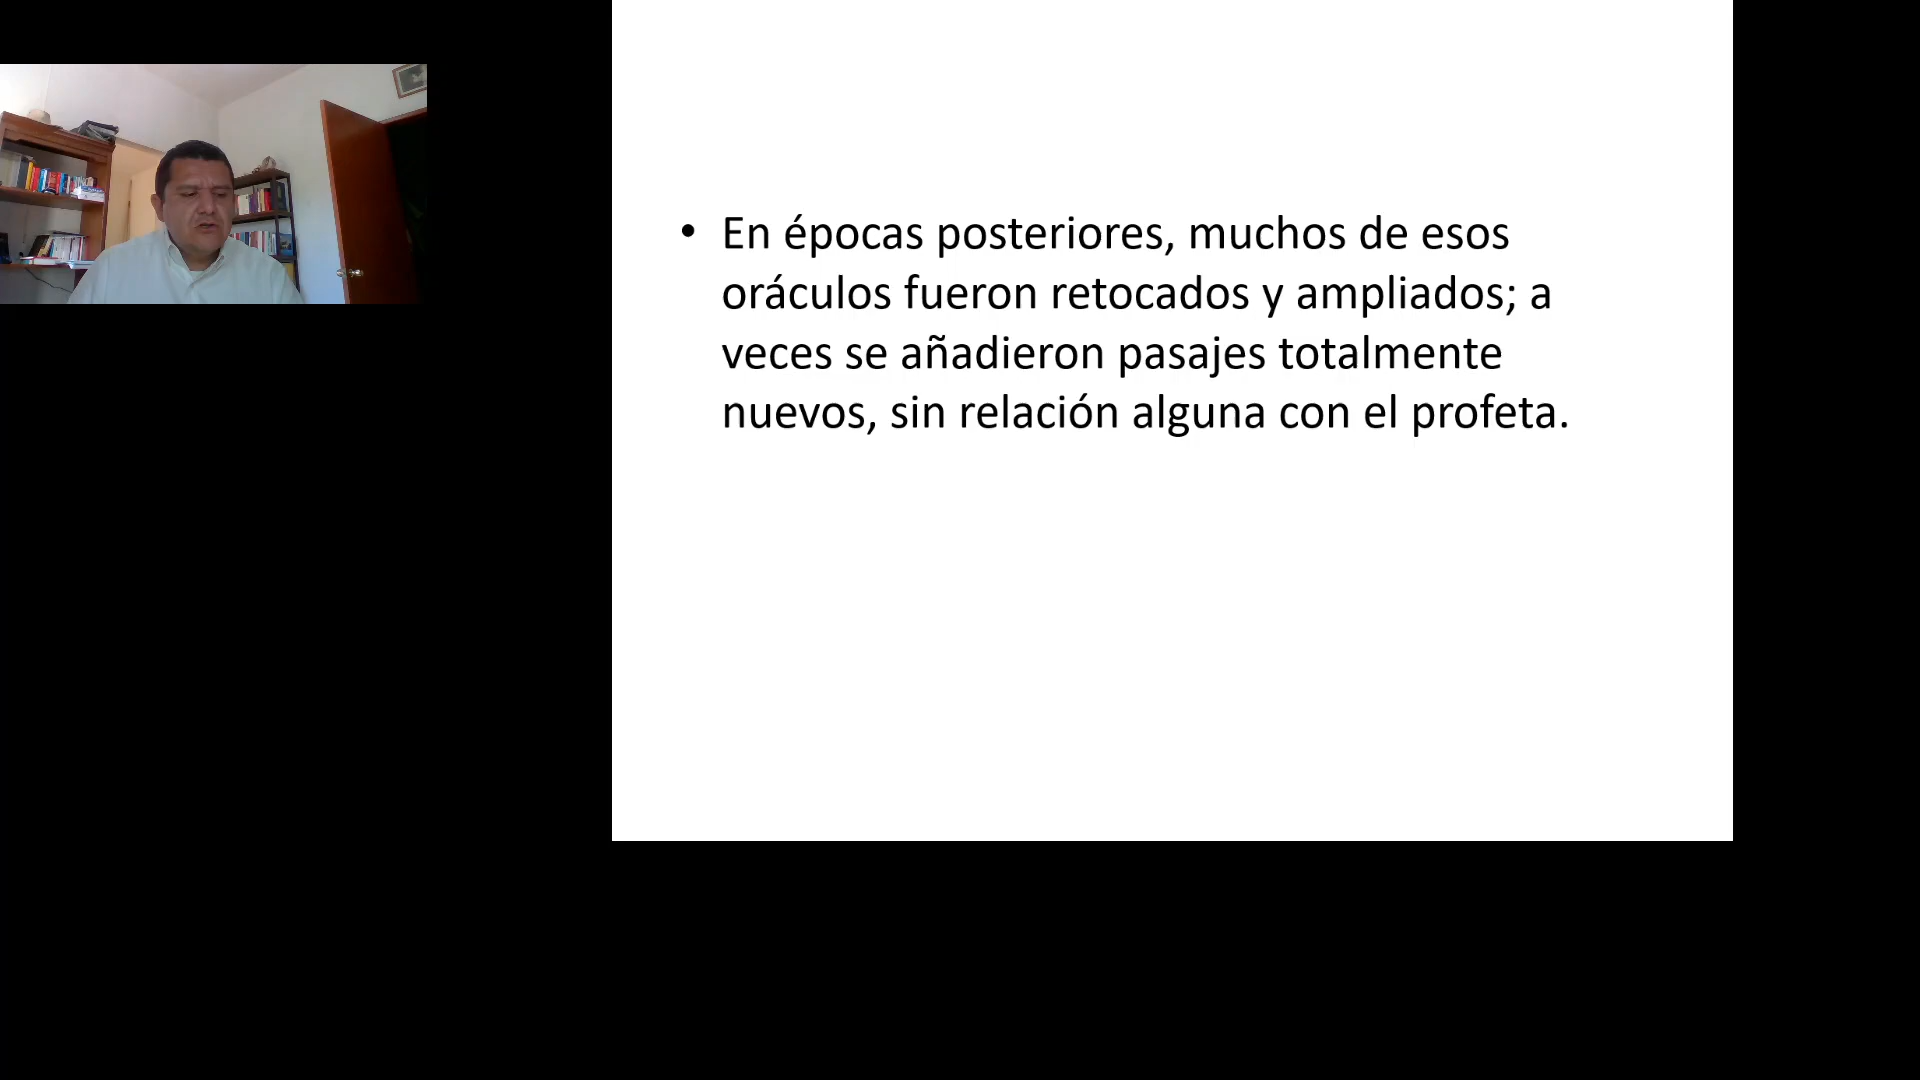 • En épocas posteriores, muchos de esos
oráculos fueron retocados y ampliados; a
veces se añadieron pasajes totalmente
nuevos, sin relación alguna con el profeta.